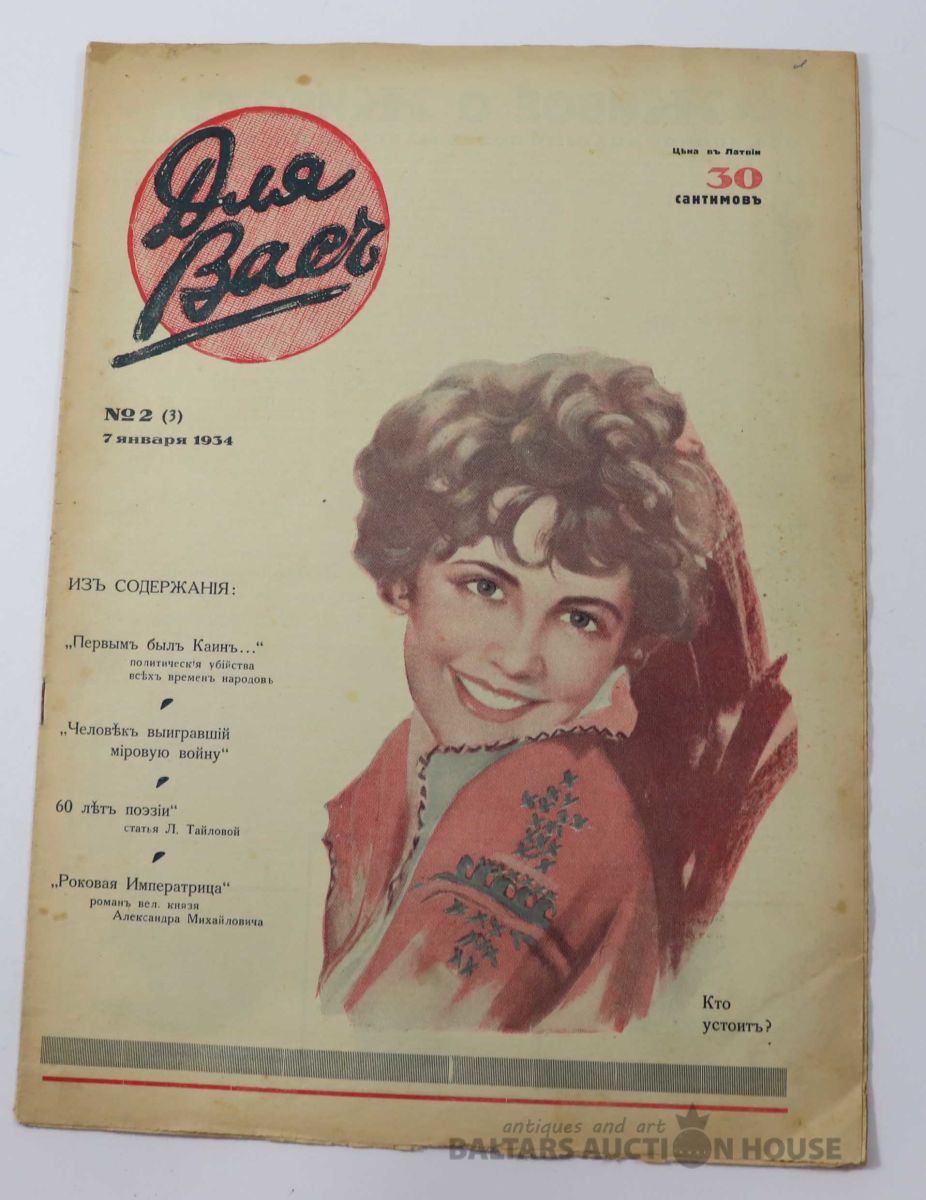 Для
Васъ
Цѣна въ Латвіи
30
сантимовъ
№ 2 (3)
7 января 1934
ИЗЪ СОДЕРЖАНІЯ:
„Первымъ былъ Каинъ...“
политическія убійства
всѣхъ временъ народовъ
„Человѣкъ выигравшій
міровую войну“
60 лѣтъ поэзіи“
статья Л. Тайловой
„Роковая Императрица“
романъ вел. князя
Александра Михайловича
Кто
устоитъ?
antiques and art
BALTARS AUCTION HOUSE